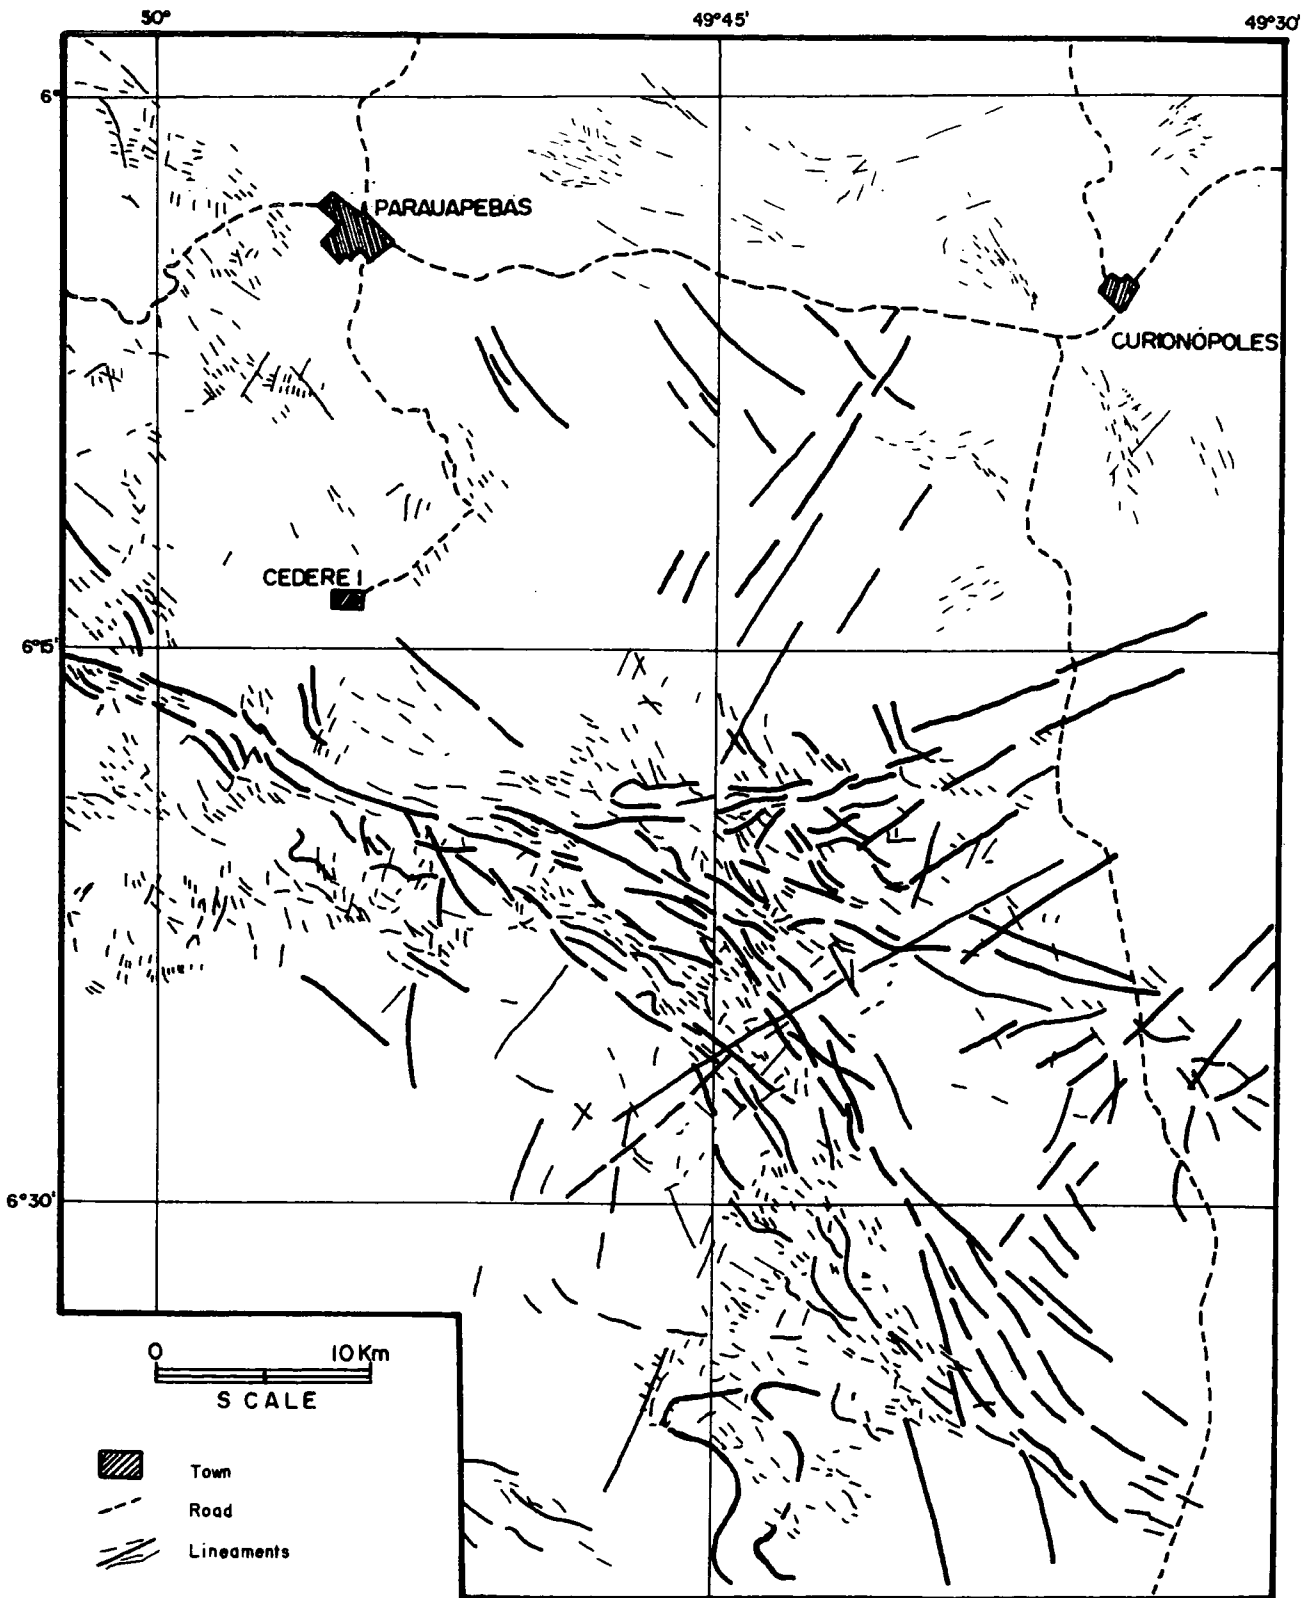 50°
49°45'
49°30'
6°
PARAUAPEBAS
CURIONÓPOLES
CEDERE I
6°15'
6°30'
0 10 Km
SCALE
Town
Road
Lineaments